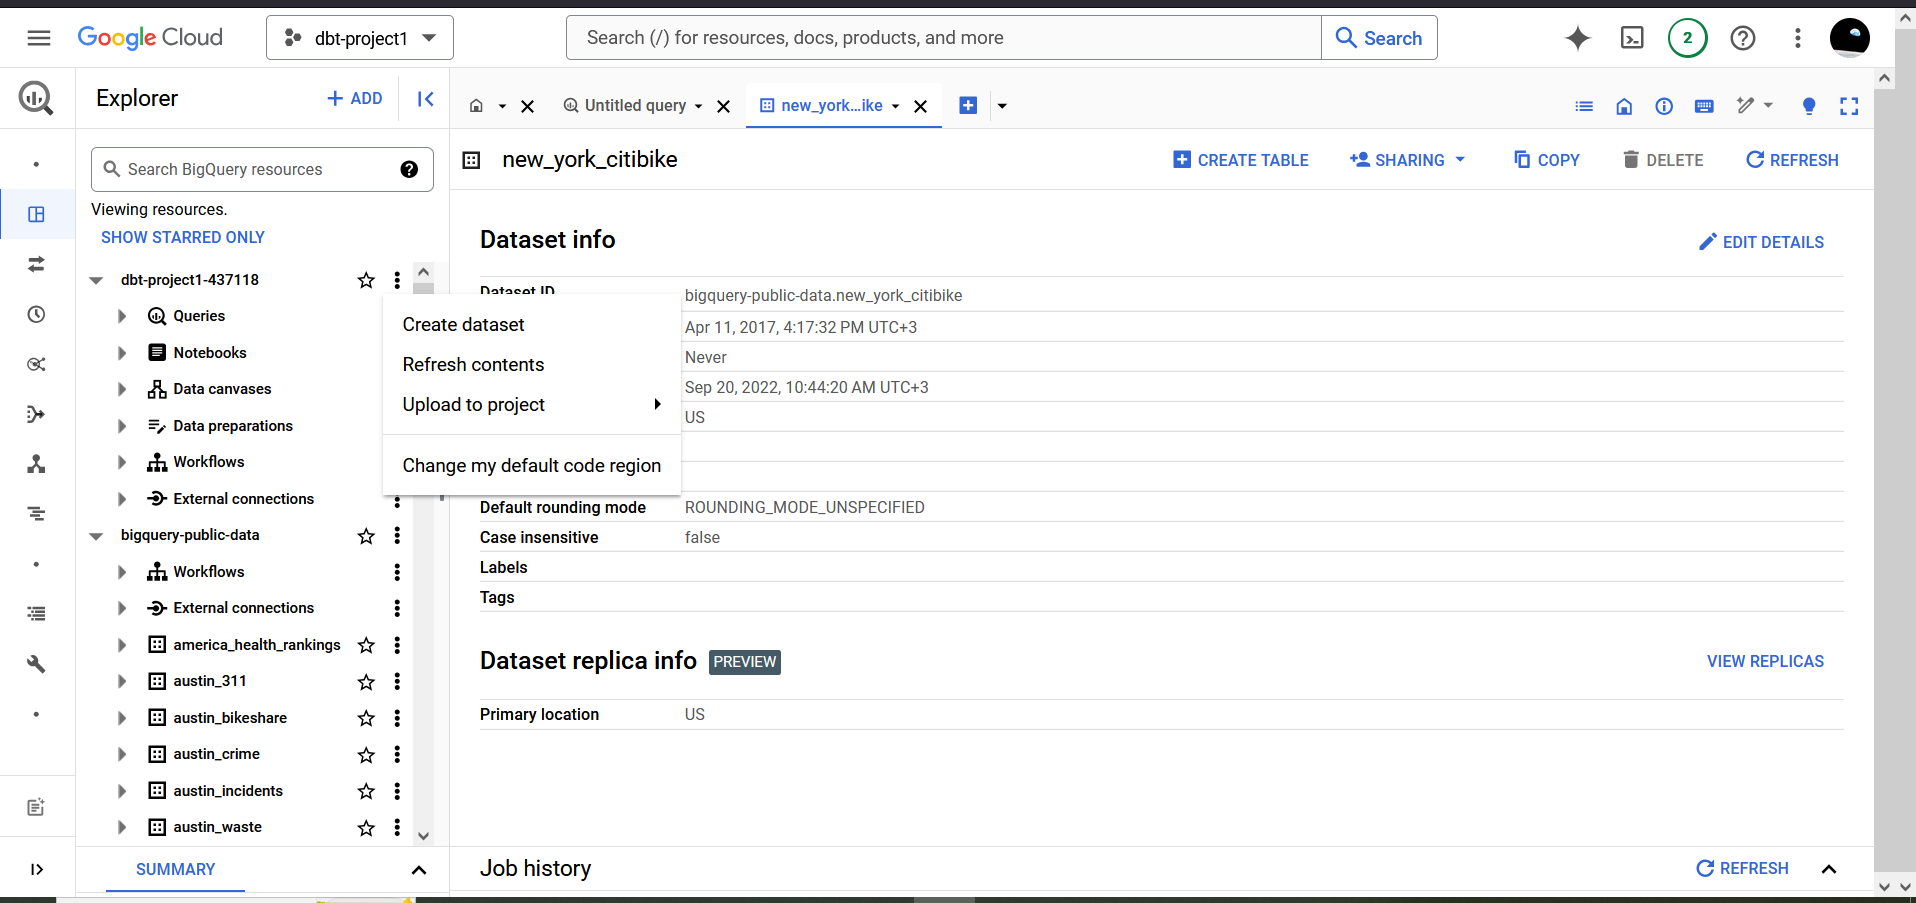 Google Cloud
dbt-project1
Search (/) for resources, docs, products, and more
Search
2
Explorer
+ ADD
Untitled query
new_york...ike
Search BigQuery resources
Viewing resources.
SHOW STARRED ONLY
new_york_citibike
CREATE TABLE
SHARING
COPY
DELETE
REFRESH
dbt-project1-437118
Queries
Notebooks
Data canvases
Data preparations
Workflows
External connections
bigquery-public-data
Workflows
External connections
america_health_rankings
austin_311
austin_bikeshare
austin_crime
austin_incidents
austin_waste
SUMMARY
Create dataset
Refresh contents
Upload to project
Change my default code region
Dataset info
EDIT DETAILS
Dataset ID bigquery-public-data.new_york_citibike
Apr 11, 2017, 4:17:32 PM UTC+3
Never
Sep 20, 2022, 10:44:20 AM UTC+3
US
Default rounding mode ROUNDING_MODE_UNSPECIFIED
Case insensitive false
Labels
Tags
Dataset replica info PREVIEW
VIEW REPLICAS
Primary location US
Job history
REFRESH